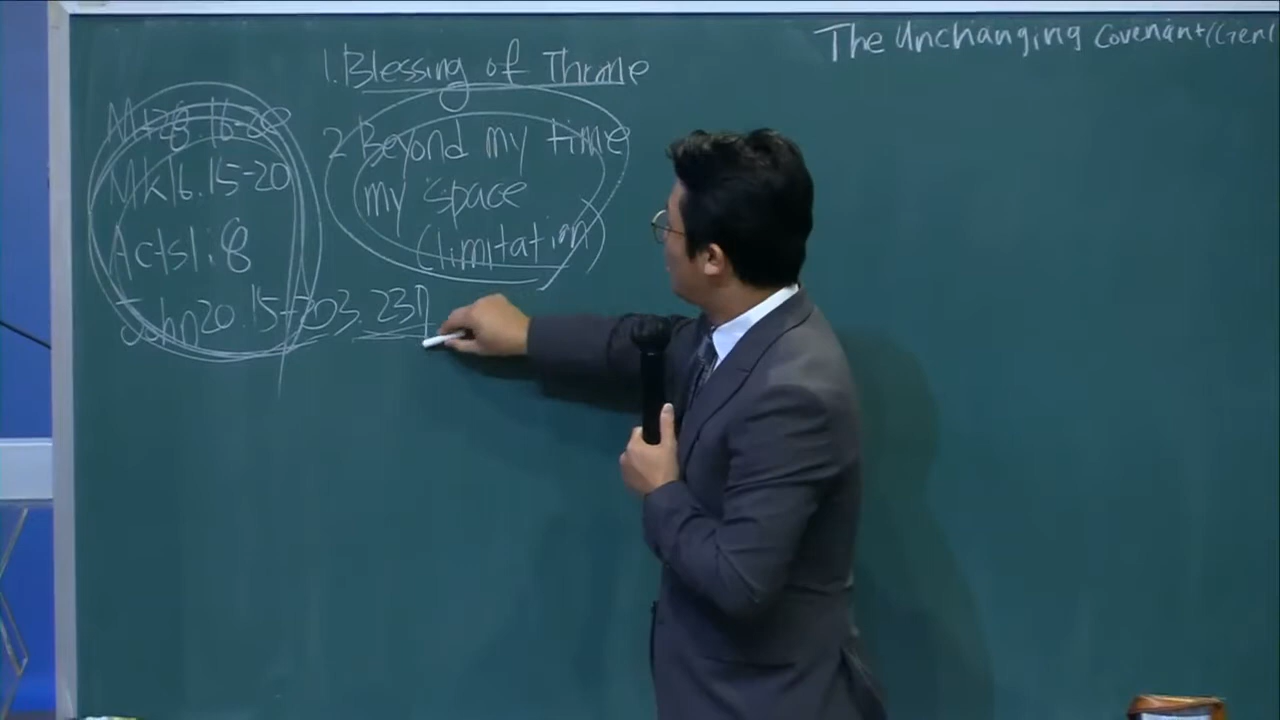 The Unchanging Covenant (Gen
1. Blessing of Throne
2 Beyond my time
my space
(limitation)
3. 237
Mt28.16-20
Mk16.15-20
Acts1:8
John20.15-20